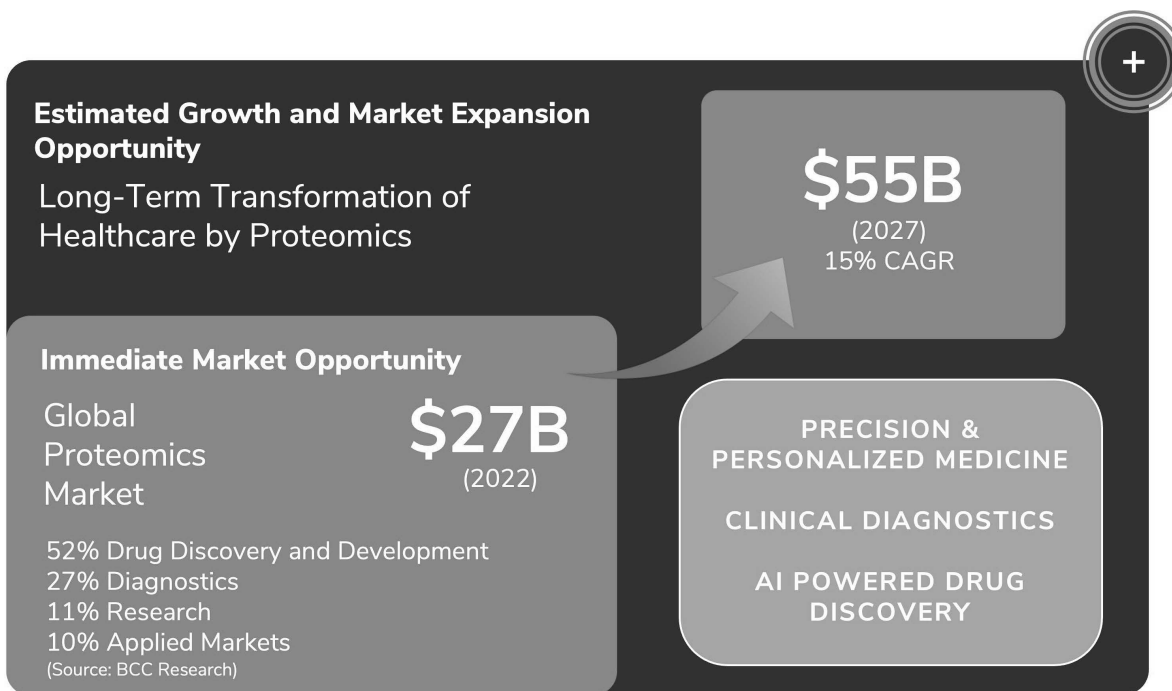 +
Estimated Growth and Market Expansion
Opportunity
Long-Term Transformation of
Healthcare by Proteomics
$55B
(2027)
15% CAGR
Immediate Market Opportunity
Global
Proteomics
Market
$27B
(2022)
52% Drug Discovery and Development
27% Diagnostics
11% Research
10% Applied Markets
(Source: BCC Research)
PRECISION &
PERSONALIZED MEDICINE
CLINICAL DIAGNOSTICS
AI POWERED DRUG
DISCOVERY